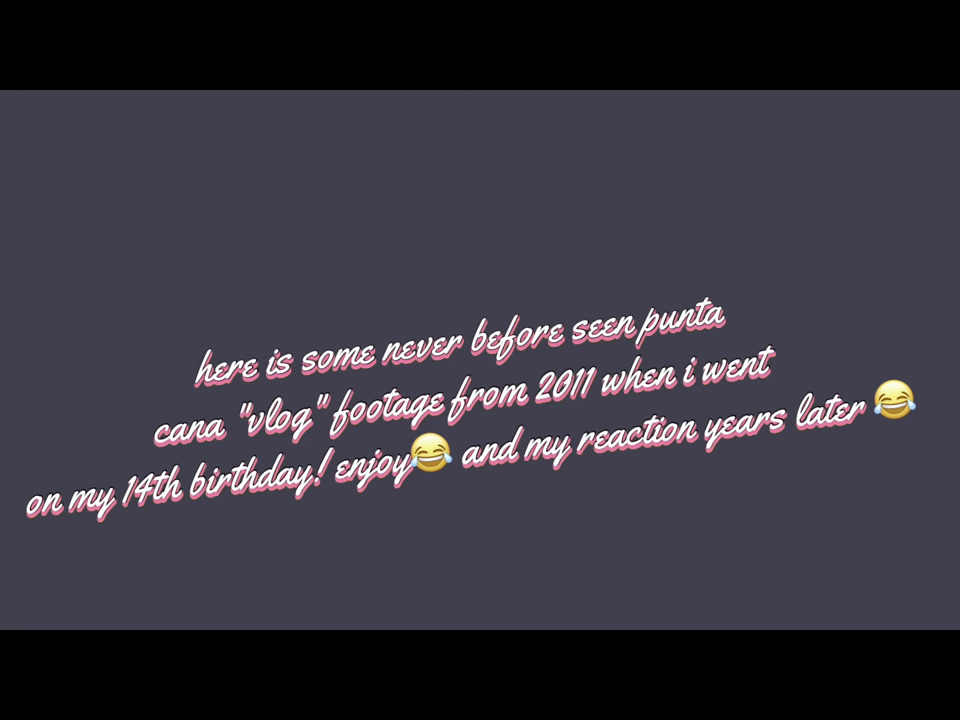 here is some never before seen punta
cana "vlog" footage from 2011 when i went
on my 14th birthday! enjoy😂 and my reaction years later 😂